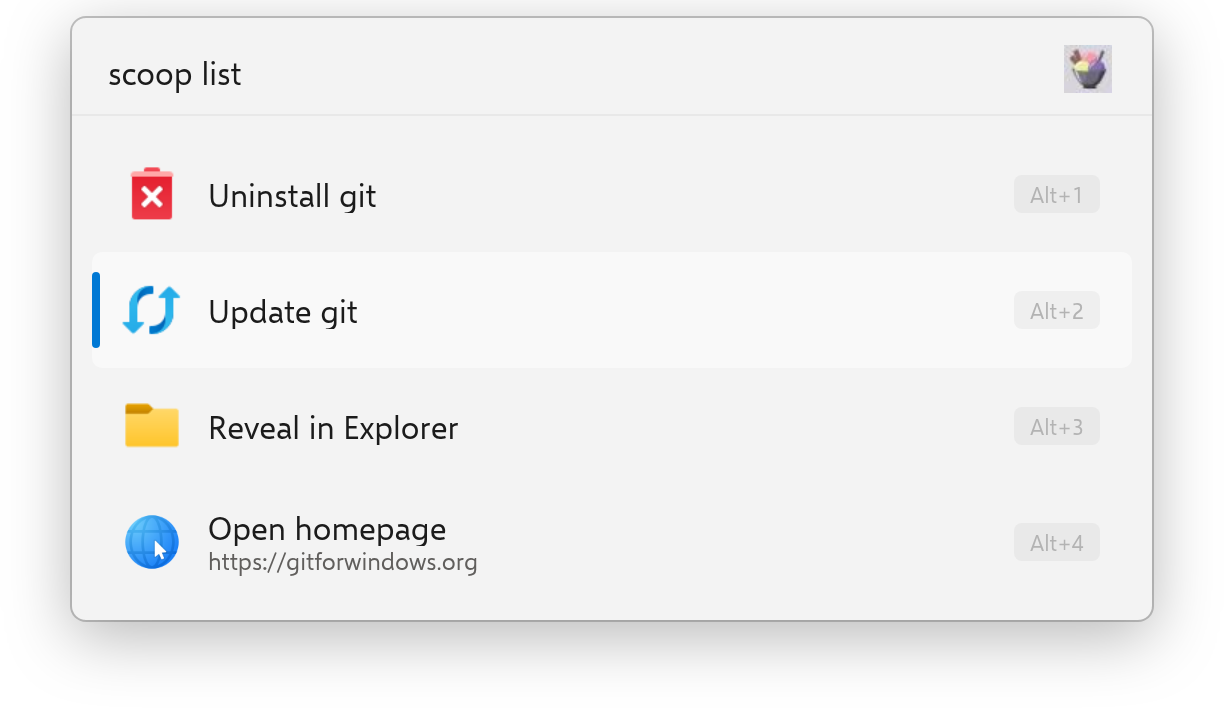 scoop list
Uninstall git
Alt+1
Update git
Alt+2
Reveal in Explorer
Alt+3
Open homepage
https://gitforwindows.org
Alt+4